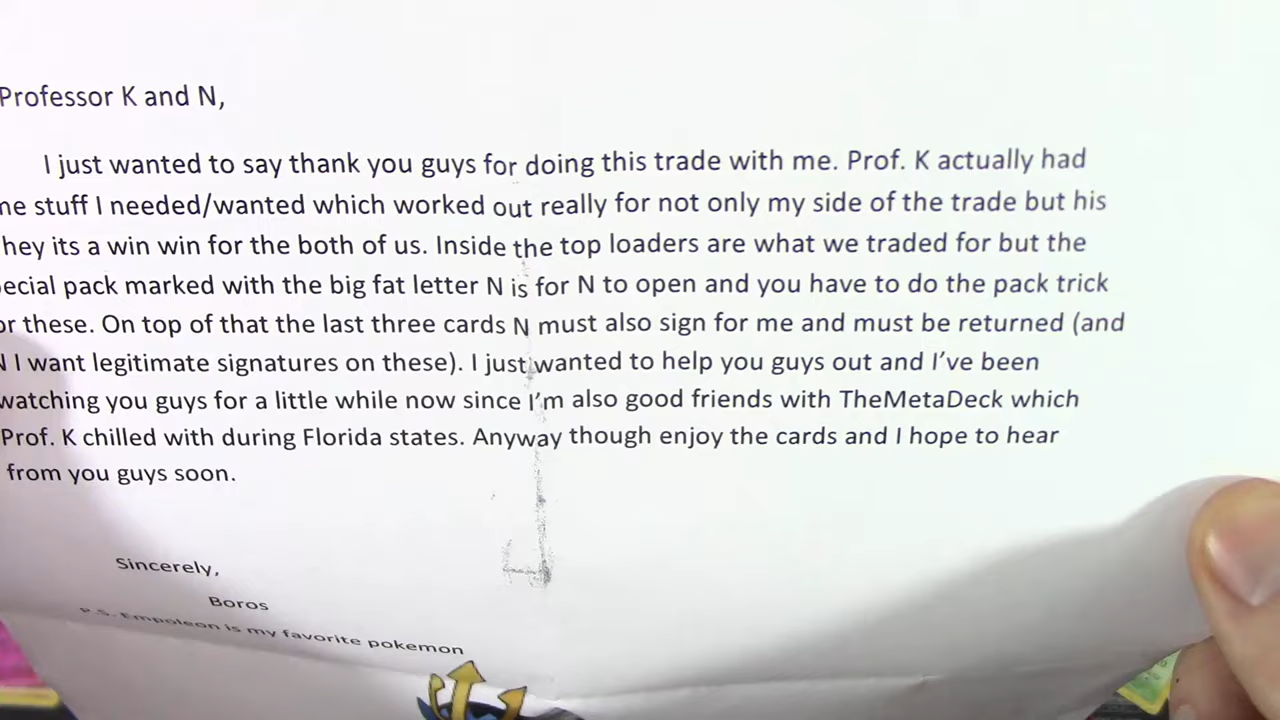 Professor K and N,
I just wanted to say thank you guys for doing this trade with me. Prof. K actually had
me stuff I needed/wanted which worked out really for not only my side of the trade but his
hey its a win win for the both of us. Inside the top loaders are what we traded for but the
ecial pack marked with the big fat letter N is for N to open and you have to do the pack trick
or these. On top of that the last three cards N must also sign for me and must be returned (and
N I want legitimate signatures on these). I just wanted to help you guys out and I've been
watching you guys for a little while now since I'm also good friends with TheMetaDeck which
Prof. K chilled with during Florida states. Anyway though enjoy the cards and I hope to hear
from you guys soon.
Sincerely,
Boros
P.S. Empoleon is my favorite pokemon